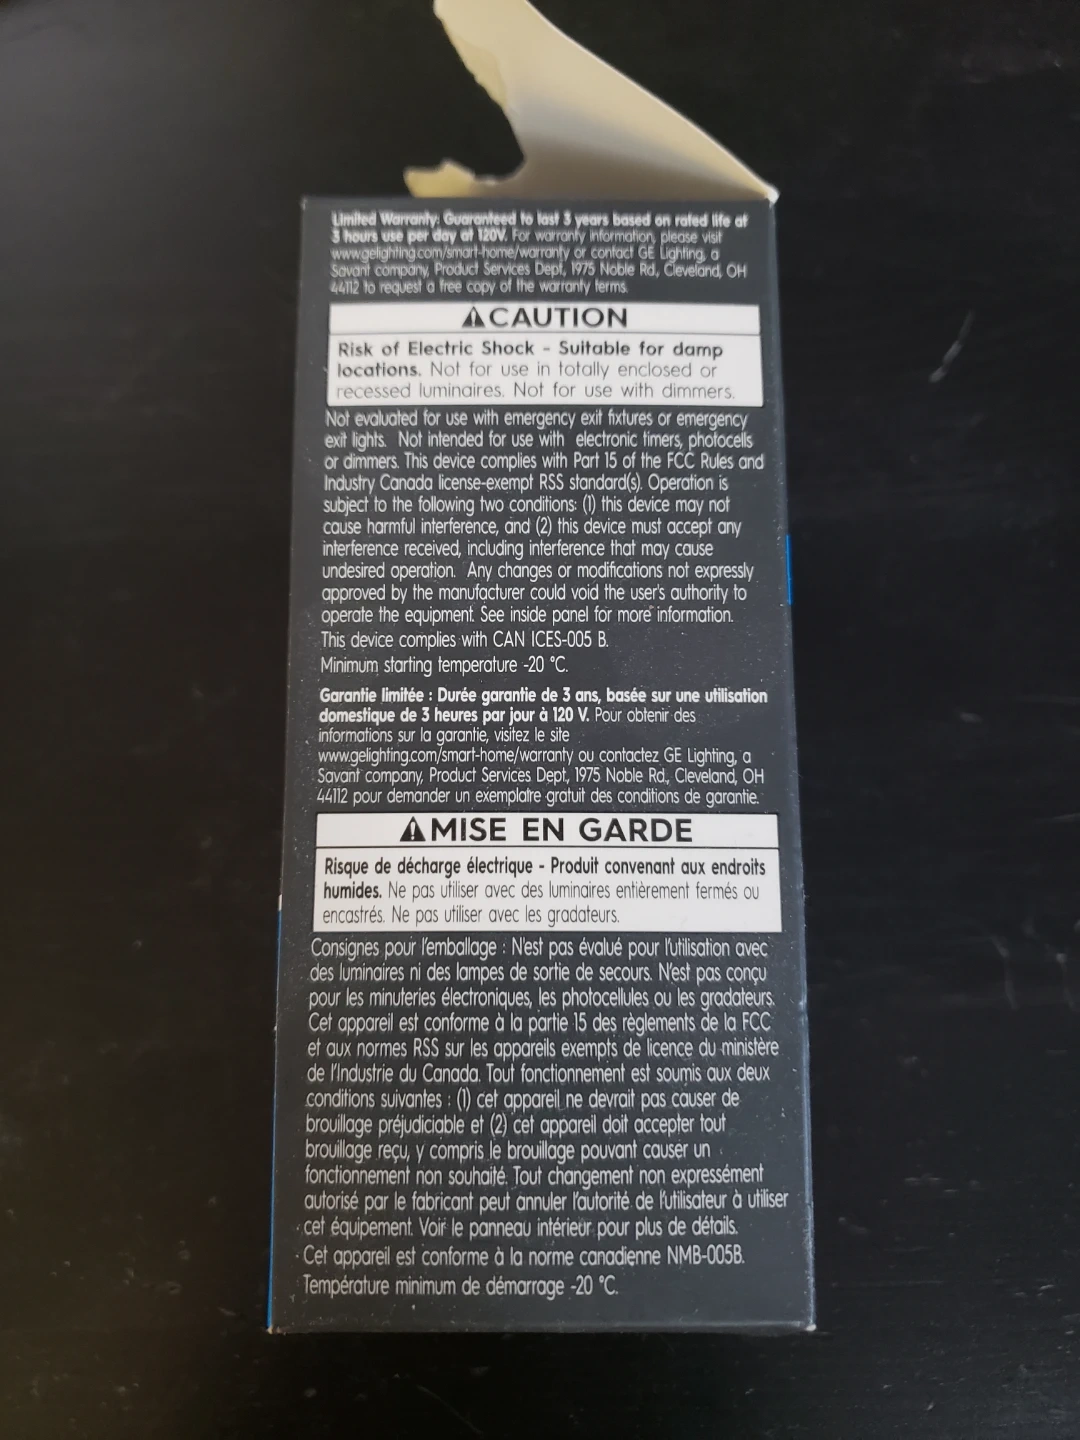 Limited Warranty: Guaranteed to last 3 years based on rated life of
3 hours use per day at 120V. For warranty information, please visit
www.gelighting.com/smart-home/warranty or contact GE Lighting, a
Savant company, Product Services Dept., 1975 Noble Rd., Cleveland, OH
44112 to request a free copy of the warranty terms.
CAUTION
Risk of Electric Shock - Suitable for damp
locations. Not for use in totally enclosed or
recessed luminaires. Not for use with dimmers.
Not evaluated for use with emergency exit fixtures or emergency
exit lights. Not intended for use with electronic timers, photocells
or dimmers. This device complies with Part 15 of the FCC Rules and
Industry Canada license-exempt RSS standard(s). Operation is
subject to the following two conditions: (1) this device may not
cause harmful interference, and (2) this device must accept any
interference received, including interference that may cause
undesired operation. Any changes or modifications not expressly
approved by the manufacturer could void the user's authority to
operate the equipment. See inside panel for more information.
This device complies with CAN ICES-005 B.
Minimum starting temperature -20 °C.
Garantie limitée : Durée garantie de 3 ans, basée sur une utilisation
domestique de 3 heures par jour à 120 V. Pour obtenir des
informations sur la garantie, visitez le site
www.gelighting.com/smart-home/warranty ou contactez GE Lighting, a
Savant company, Product Services Dept., 1975 Noble Rd., Cleveland, OH
44112 pour demander un exemplaire gratuit des conditions de garantie.
MISE EN GARDE
Risque de décharge électrique - Produit convenant aux endroits
humides. Ne pas utiliser avec des luminaires entièrement fermés ou
encastrés. Ne pas utiliser avec les gradateurs.
Consignes pour l'emballage : N'est pas évalué pour l'utilisation avec
des luminaires ni des lampes de sortie de secours. N'est pas conçu
pour les minuteries électroniques, les photocellules ou les gradateurs.
Cet appareil est conforme à la partie 15 des règlements de la FCC
et aux normes RSS sur les appareils exempts de licence du ministère
de l'Industrie du Canada. Tout fonctionnement est soumis aux deux
conditions suivantes : (1) cet appareil ne devrait pas causer de
brouillage préjudiciable et (2) cet appareil doit accepter tout
brouillage reçu, y compris le brouillage pouvant causer un
fonctionnement non souhaité. Tout changement non expressément
autorisé par le fabricant peut annuler l'autorité de l'utilisateur à utiliser
cet équipement. Voir le panneau intérieur pour plus de détails.
Cet appareil est conforme à la norme canadienne NMB-005B.
Température minimum de démarrage -20 °C.